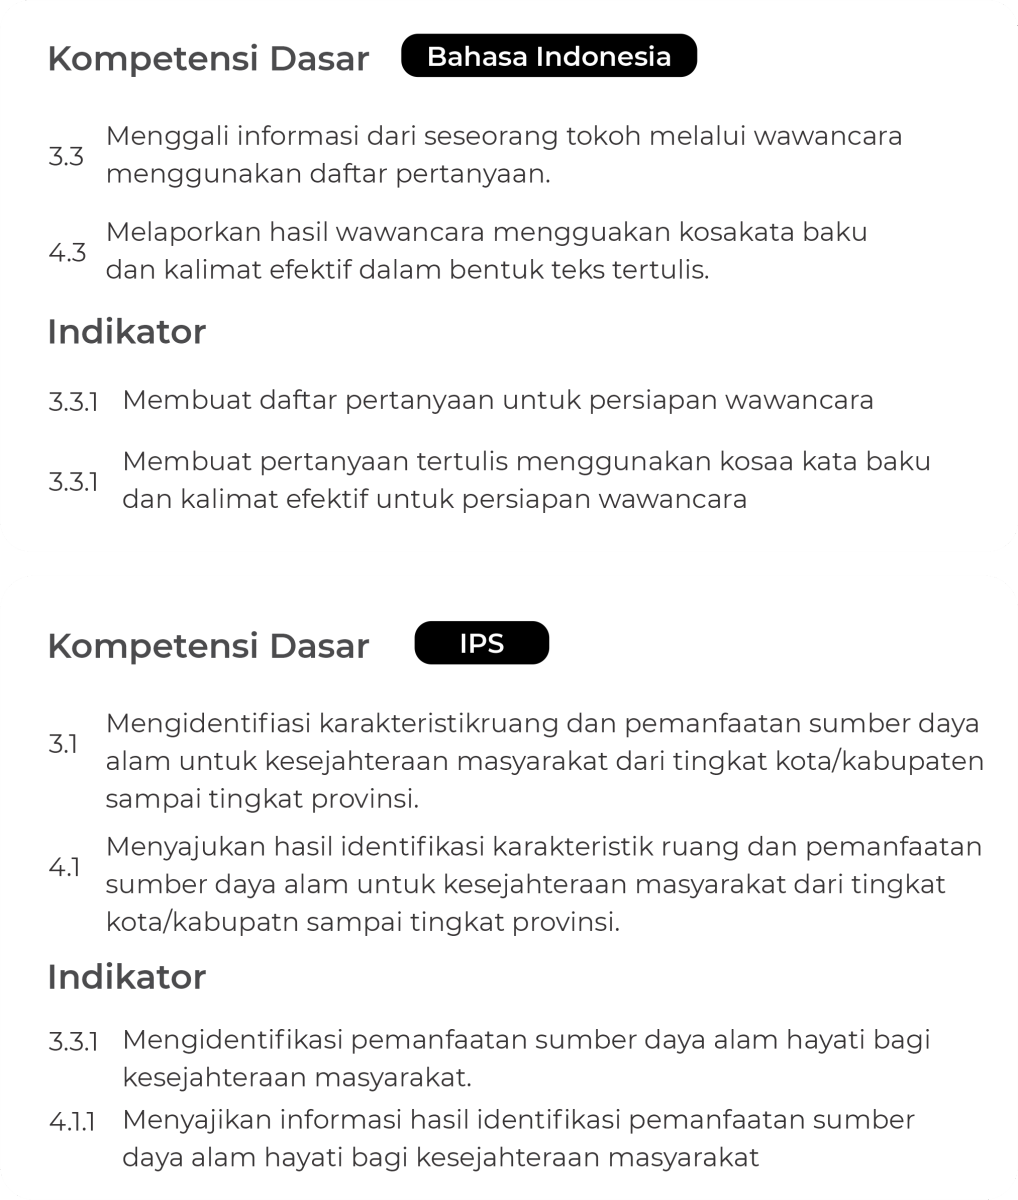 Kompetensi Dasar Bahasa Indonesia
3.3 Menggali informasi dari seseorang tokoh melalui wawancara
menggunakan daftar pertanyaan.
4.3 Melaporkan hasil wawancara mengguakan kosakata baku
dan kalimat efektif dalam bentuk teks tertulis.
Indikator
3.3.1 Membuat daftar pertanyaan untuk persiapan wawancara
3.3.1 Membuat pertanyaan tertulis menggunakan kosaa kata baku
dan kalimat efektif untuk persiapan wawancara
Kompetensi Dasar IPS
3.1 Mengidentifiasi karakteristikruang dan pemanfaatan sumber daya
alam untuk kesejahteraan masyarakat dari tingkat kota/kabupaten
sampai tingkat provinsi.
4.1 Menyajukan hasil identifikasi karakteristik ruang dan pemanfaatan
sumber daya alam untuk kesejahteraan masyarakat dari tingkat
kota/kabupatn sampai tingkat provinsi.
Indikator
3.3.1 Mengidentifikasi pemanfaatan sumber daya alam hayati bagi
kesejahteraan masyarakat.
4.1.1 Menyajikan informasi hasil identifikasi pemanfaatan sumber
daya alam hayati bagi kesejahteraan masyarakat